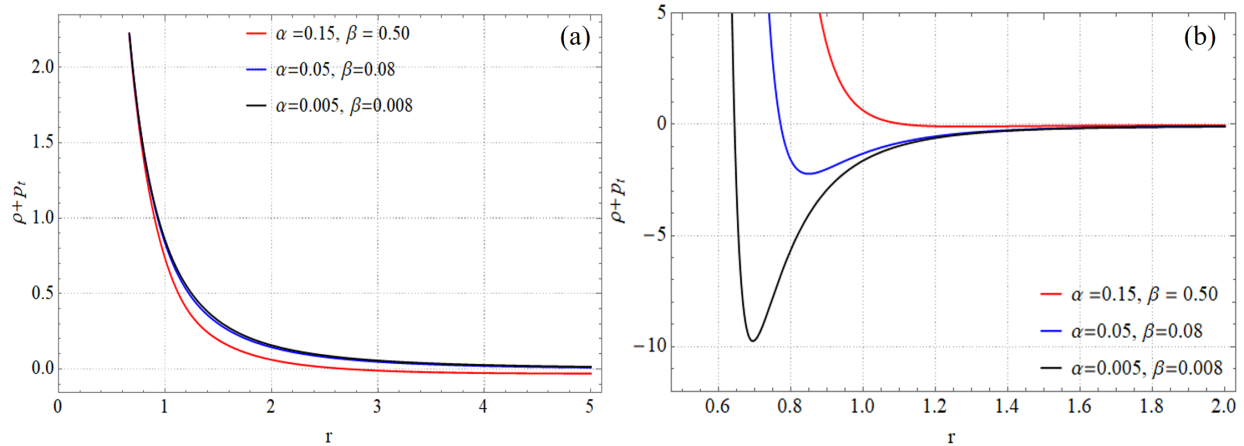 (a)
α =0.15, β = 0.50
α=0.05, β=0.08
α=0.005, β=0.008
2.0
1.5
1.0
0.5
0.0
ρ+pt
0 1 2 3 4 5
r
(b)
5
0
−5
−10
ρ+pt
α =0.15, β = 0.50
α=0.05, β=0.08
α=0.005, β=0.008
0.6 0.8 1.0 1.2 1.4 1.6 1.8 2.0
r